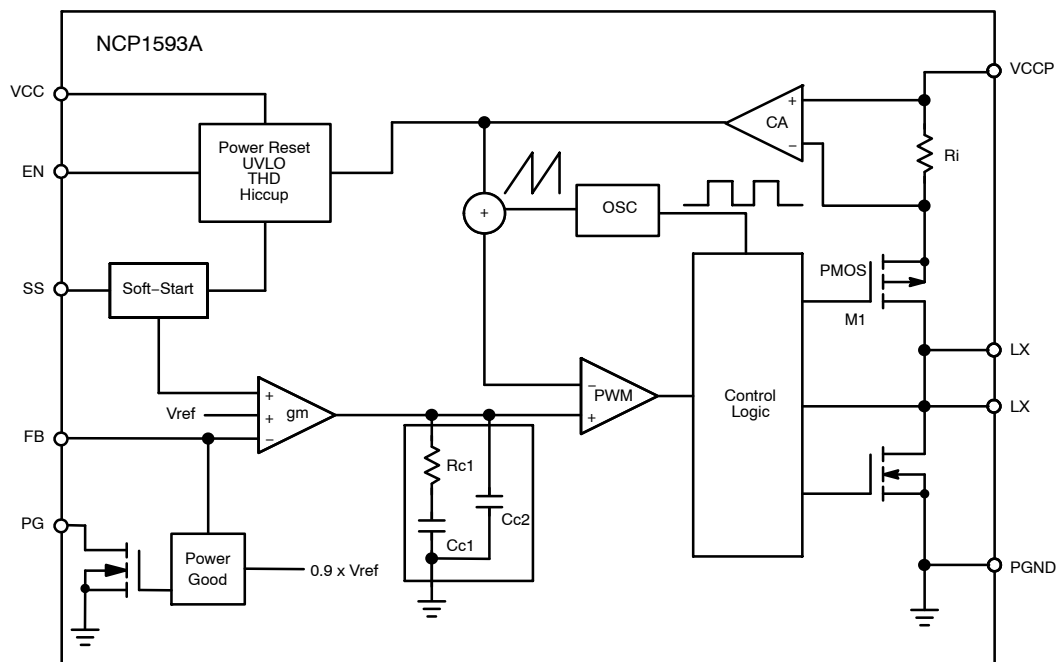 NCP1593A
VCC
VCCP
Power Reset
UVLO
THD
Hiccup
+
CA
−
Ri
EN
+
OSC
SS
Soft−Start
PMOS
M1
LX
Vref
+
+
−
gm
−
PWM
+
Control
Logic
LX
FB
Rc1
Cc2
Cc1
PG
Power
Good
0.9 x Vref
PGND